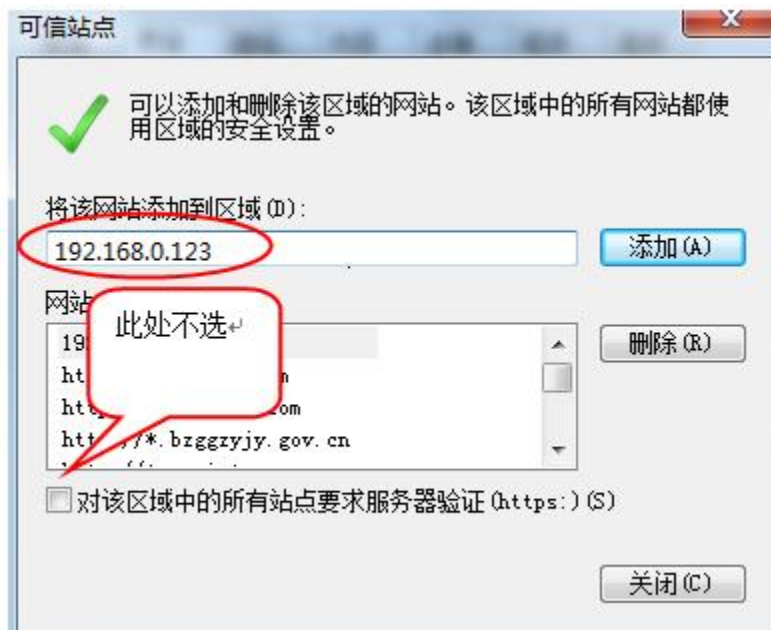 可信站点
可以添加和删除该区域的网站。该区域中的所有网站都使
用区域的安全设置。
将该网站添加到区域(D):
192.168.0.123
添加(A)
网站
此处不选
删除(R)
*.bzggzyjy.gov.cn
对该区域中的所有站点要求服务器验证(https:)(S)
关闭(C)